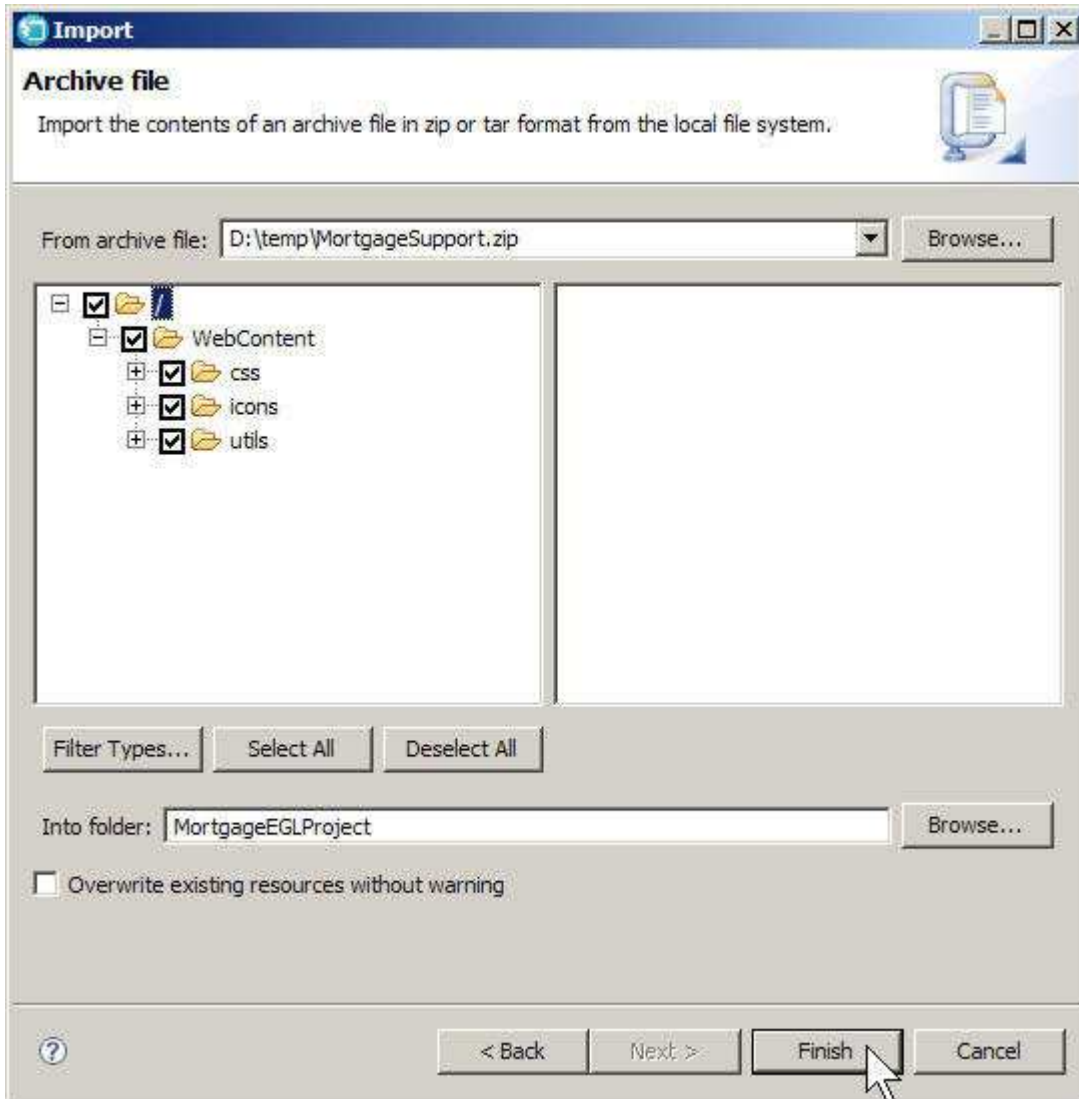 Import
Archive file
Import the contents of an archive file in zip or tar format from the local file system.
From archive file: D:\temp\MortgageSupport.zip Browse...
/
WebContent
css
icons
utils
Filter Types... Select All Deselect All
Into folder: MortgageEGLProject Browse...
Overwrite existing resources without warning
? < Back Next > Finish Cancel